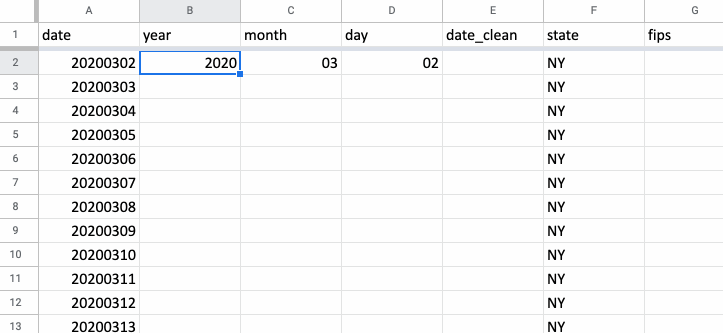 A B C D E F G
1 date year month day date_clean state fips
2 20200302 2020 03 02 NY
3 20200303 NY
4 20200304 NY
5 20200305 NY
6 20200306 NY
7 20200307 NY
8 20200308 NY
9 20200309 NY
10 20200310 NY
11 20200311 NY
12 20200312 NY
13 20200313 NY